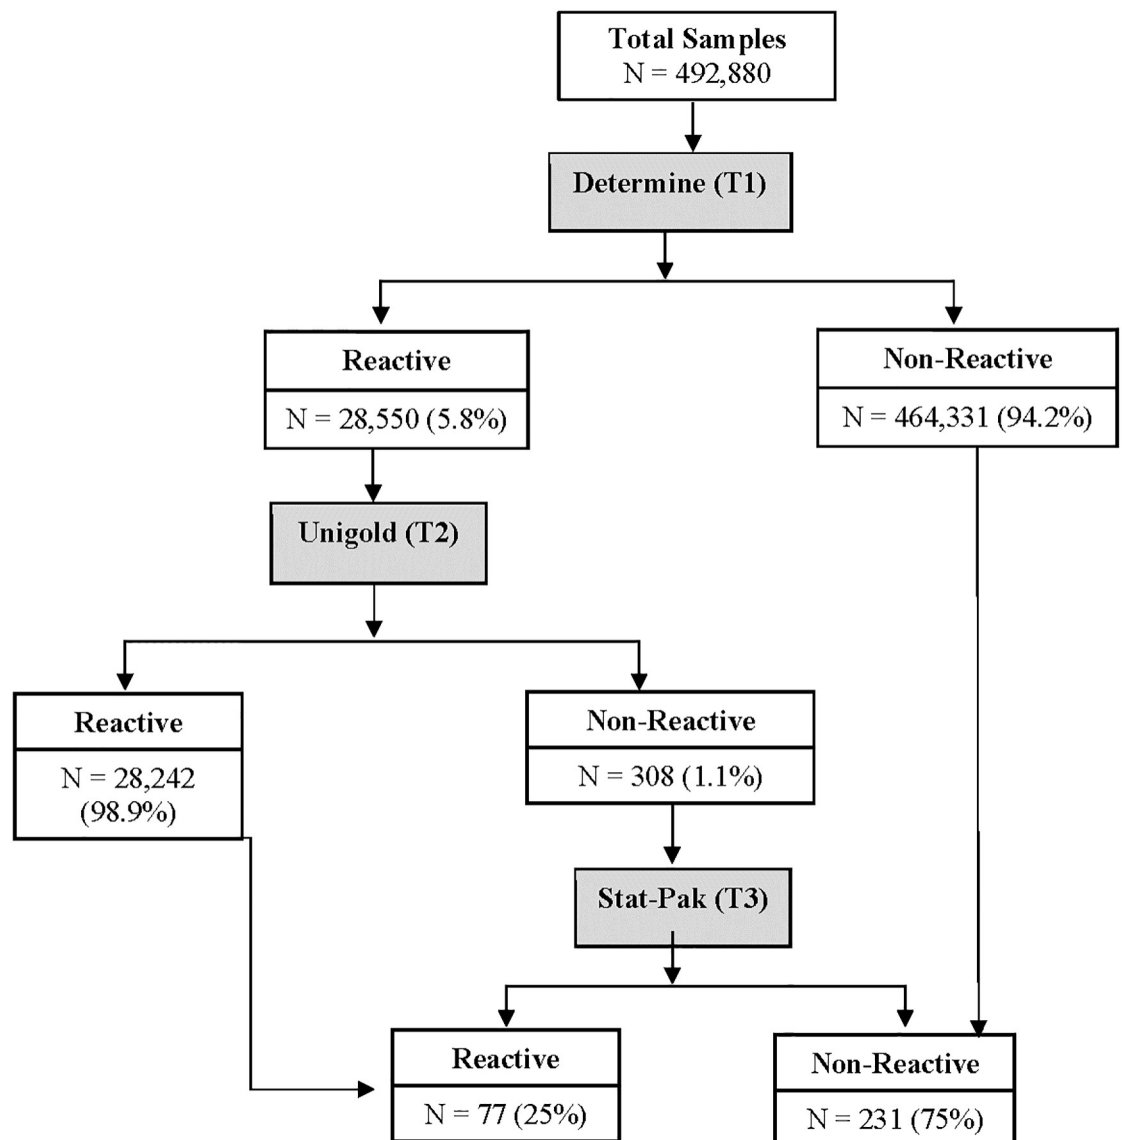 Total Samples
N = 492,880
Determine (T1)
Reactive
N = 28,550 (5.8%)
Non-Reactive
N = 464,331 (94.2%)
Unigold (T2)
Reactive
N = 28,242
(98.9%)
Non-Reactive
N = 308 (1.1%)
Stat-Pak (T3)
Reactive
N = 77 (25%)
Non-Reactive
N = 231 (75%)